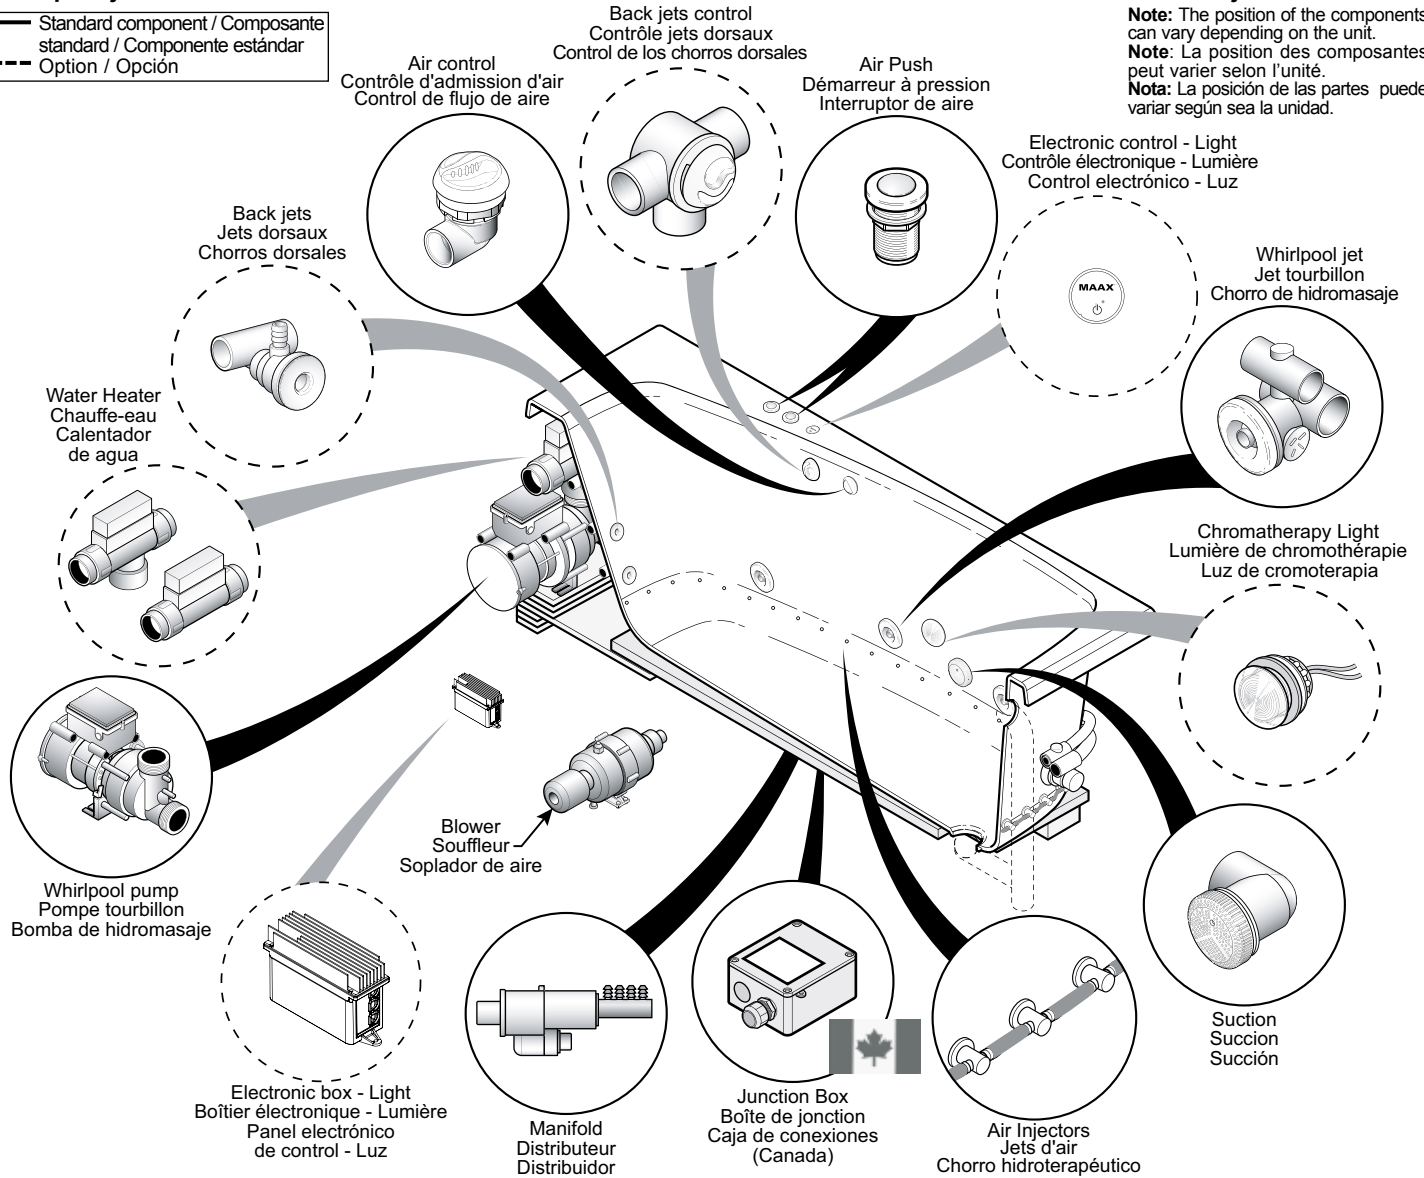 Standard component / Composante
standard / Componente estándar
Option / Opción
Back jets control
Contrôle jets dorsaux
Control de los chorros dorsales
Note: The position of the components
can vary depending on the unit.
Note: La position des composantes
peut varier selon l’unité.
Nota: La posición de las partes puede
variar según sea la unidad.
Air control
Contrôle d'admission d'air
Control de flujo de aire
Air Push
Démarreur à pression
Interruptor de aire
Electronic control - Light
Contrôle électronique - Lumière
Control electrónico - Luz
MAAX
Back jets
Jets dorsaux
Chorros dorsales
Whirlpool jet
Jet tourbillon
Chorro de hidromasaje
Water Heater
Chauffe-eau
Calentador
de agua
Chromatherapy Light
Lumière de chromothérapie
Luz de cromoterapia
Blower
Souffleur
Soplador de aire
Whirlpool pump
Pompe tourbillon
Bomba de hidromasaje
Suction
Succion
Succión
Electronic box - Light
Boîtier électronique - Lumière
Panel electrónico
de control - Luz
Manifold
Distributeur
Distribuidor
Junction Box
Boîte de jonction
Caja de conexiones
(Canada)
Air Injectors
Jets d'air
Chorro hidroterapéutico